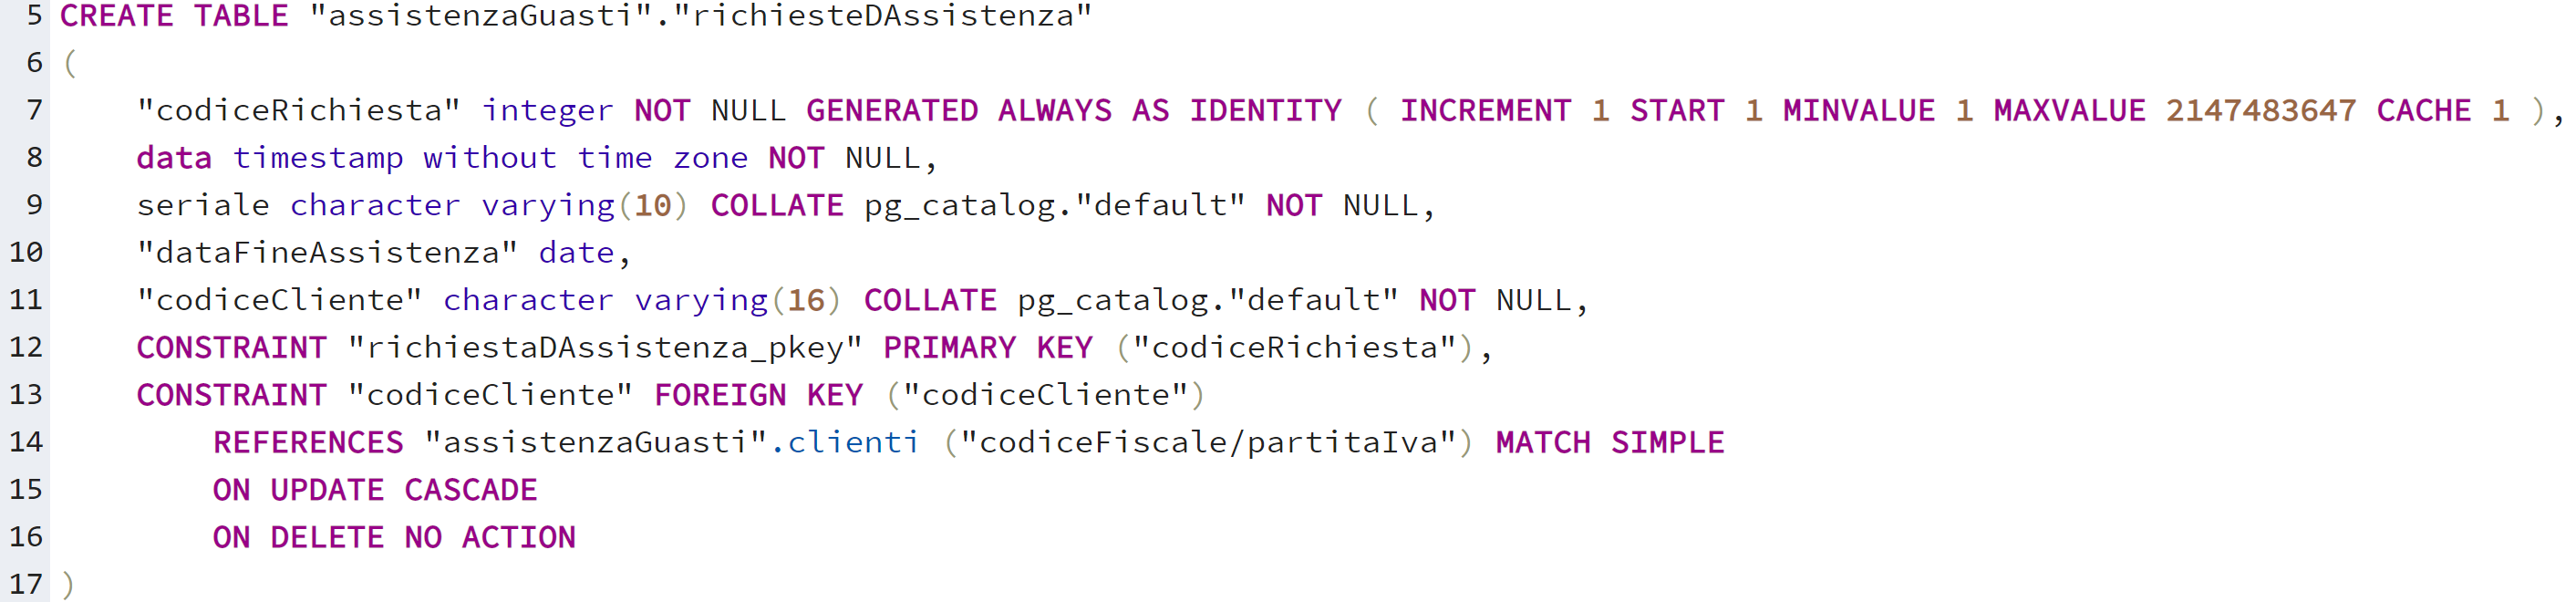 5 CREATE TABLE "assistenzaGuasti"."richiesteDAssistenza"
6 (
7 "codiceRichiesta" integer NOT NULL GENERATED ALWAYS AS IDENTITY ( INCREMENT 1 START 1 MINVALUE 1 MAXVALUE 2147483647 CACHE 1 ),
8 data timestamp without time zone NOT NULL,
9 seriale character varying(10) COLLATE pg_catalog."default" NOT NULL,
10 "dataFineAssistenza" date,
11 "codiceCliente" character varying(16) COLLATE pg_catalog."default" NOT NULL,
12 CONSTRAINT "richiestaDAssistenza_pkey" PRIMARY KEY ("codiceRichiesta"),
13 CONSTRAINT "codiceCliente" FOREIGN KEY ("codiceCliente")
14 REFERENCES "assistenzaGuasti".clienti ("codiceFiscale/partitaIva") MATCH SIMPLE
15 ON UPDATE CASCADE
16 ON DELETE NO ACTION
17 )